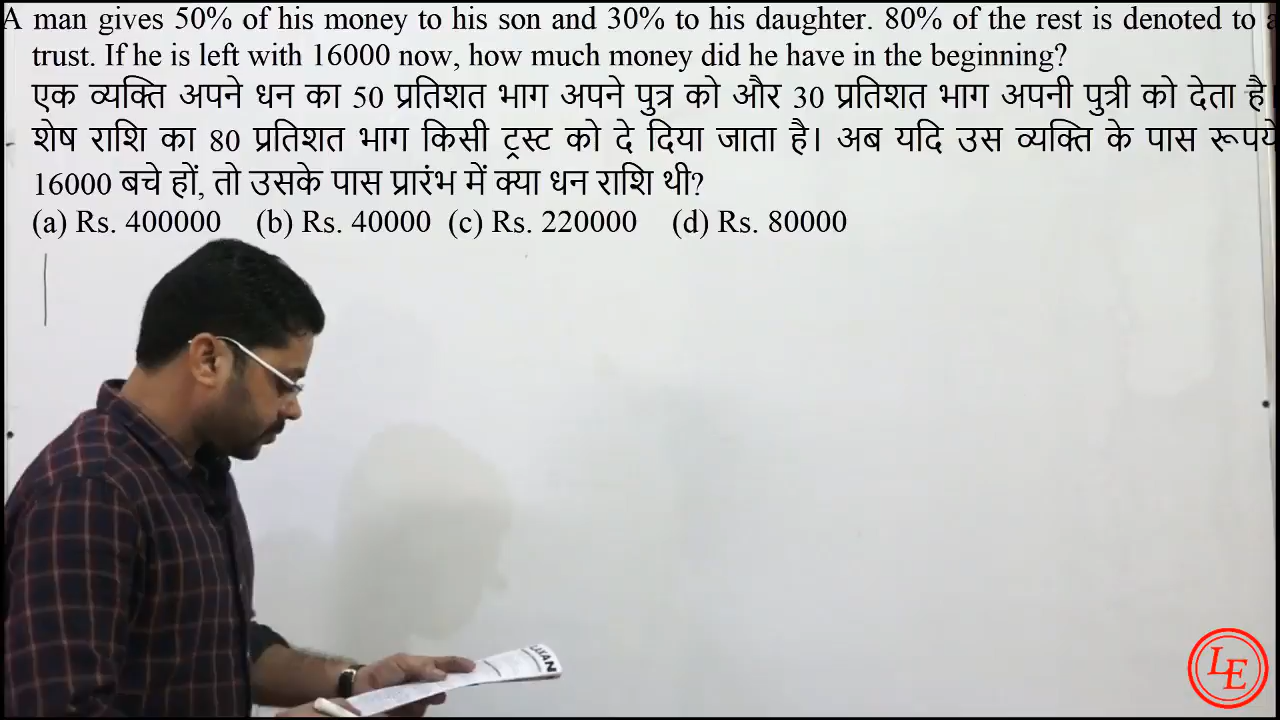 A man gives 50% of his money to his son and 30% to his daughter. 80% of the rest is denoted to a
trust. If he is left with 16000 now, how much money did he have in the beginning?
एक व्यक्ति अपने धन का 50 प्रतिशत भाग अपने पुत्र को और 30 प्रतिशत भाग अपनी पुत्री को देता है
शेष राशि का 80 प्रतिशत भाग किसी ट्रस्ट को दे दिया जाता है। अब यदि उस व्यक्ति के पास रूपये
16000 बचे हों, तो उसके पास प्रारंभ में क्या धन राशि थी?
(a) Rs. 400000 (b) Rs. 40000 (c) Rs. 220000 (d) Rs. 80000
LE